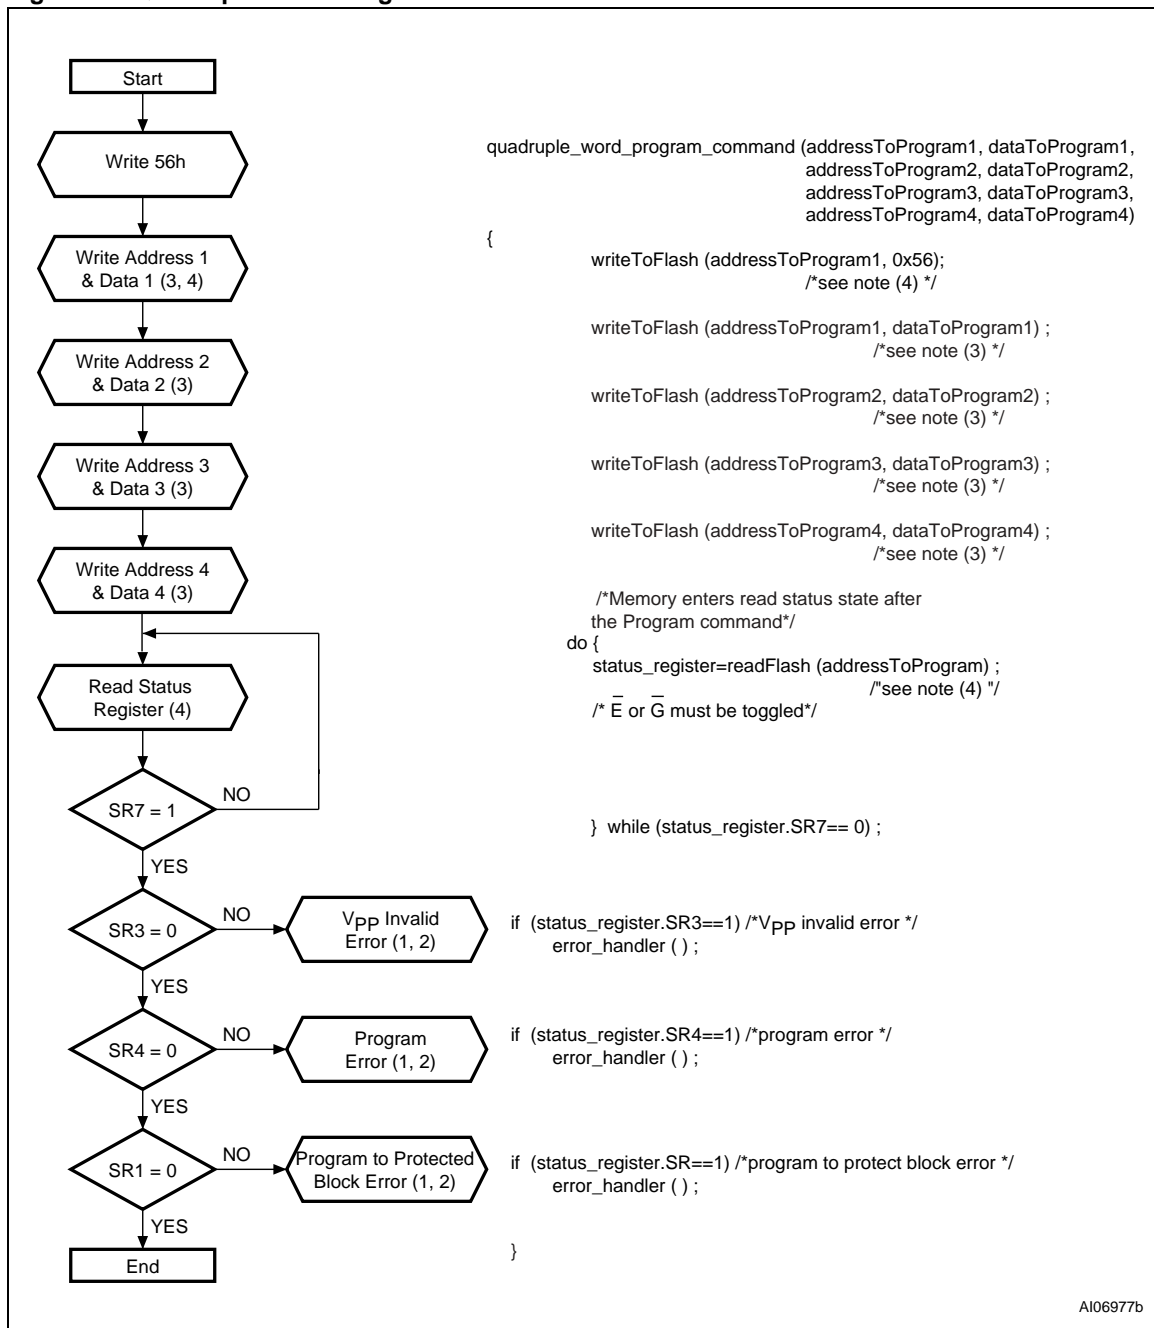 Start
Write 56h
Write Address 1
& Data 1 (3, 4)
Write Address 2
& Data 2 (3)
Write Address 3
& Data 3 (3)
Write Address 4
& Data 4 (3)
Read Status
Register (4)
SR7 = 1
NO
YES
SR3 = 0
NO
VPP Invalid
Error (1, 2)
YES
SR4 = 0
NO
Program
Error (1, 2)
YES
SR1 = 0
NO
Program to Protected
Block Error (1, 2)
YES
End
quadruple_word_program_command (addressToProgram1, dataToProgram1,
addressToProgram2, dataToProgram2,
addressToProgram3, dataToProgram3,
addressToProgram4, dataToProgram4)
{
writeToFlash (addressToProgram1, 0x56);
/*see note (4) */
writeToFlash (addressToProgram1, dataToProgram1) ;
/*see note (3) */
writeToFlash (addressToProgram2, dataToProgram2) ;
/*see note (3) */
writeToFlash (addressToProgram3, dataToProgram3) ;
/*see note (3) */
writeToFlash (addressToProgram4, dataToProgram4) ;
/*see note (3) */
/*Memory enters read status state after
the Program command*/
do {
status_register=readFlash (addressToProgram) ;
/"see note (4) "/
/* E̅ or G̅ must be toggled*/
} while (status_register.SR7== 0) ;
if (status_register.SR3==1) /*VPP invalid error */
error_handler ( ) ;
if (status_register.SR4==1) /*program error */
error_handler ( ) ;
if (status_register.SR==1) /*program to protect block error */
error_handler ( ) ;
}
AI06977b